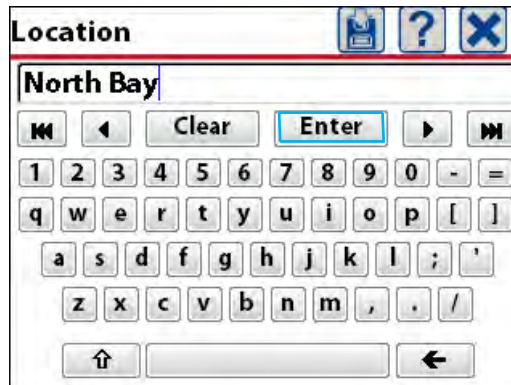 Location ?
North Bay
Clear Enter
1 2 3 4 5 6 7 8 9 0 - =
q w e r t y u i o p [ ]
a s d f g h j k l ; '
z x c v b n m , . /